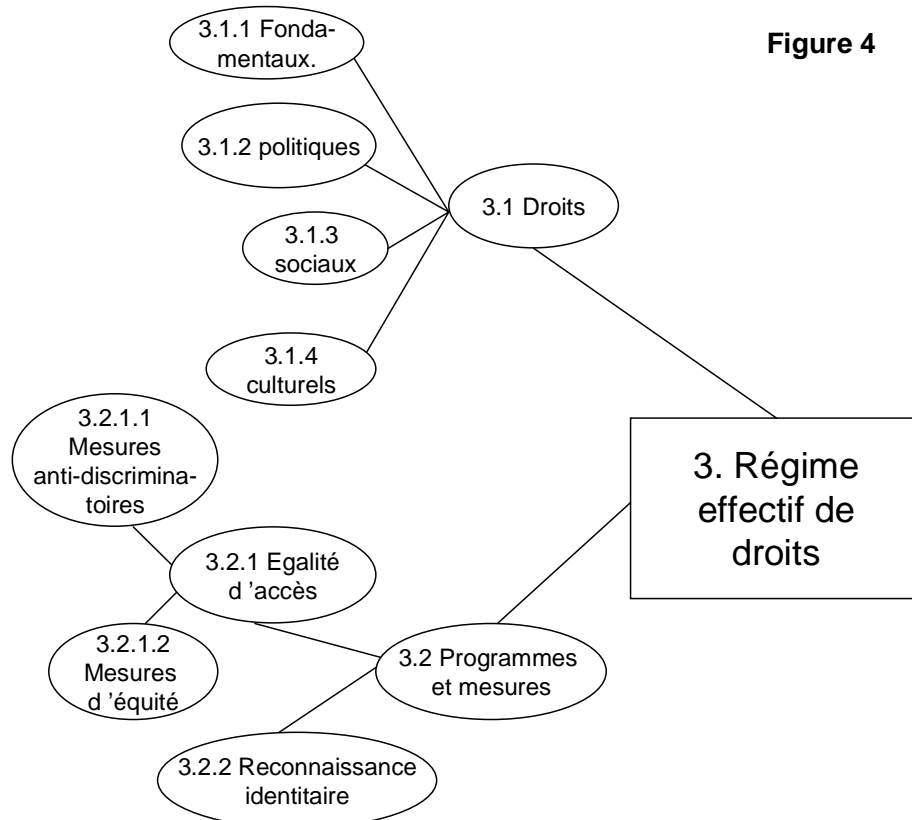 3.1.1 Fonda-
mentaux.
Figure 4
3.1.2 politiques
3.1 Droits
3.1.3
sociaux
3.1.4
culturels
3.2.1.1
Mesures
anti-discrimina-
toires
3. Régime
effectif de
droits
3.2.1 Egalité
d ’accès
3.2.1.2
Mesures
d ’équité
3.2 Programmes
et mesures
3.2.2 Reconnaissance
identitaire